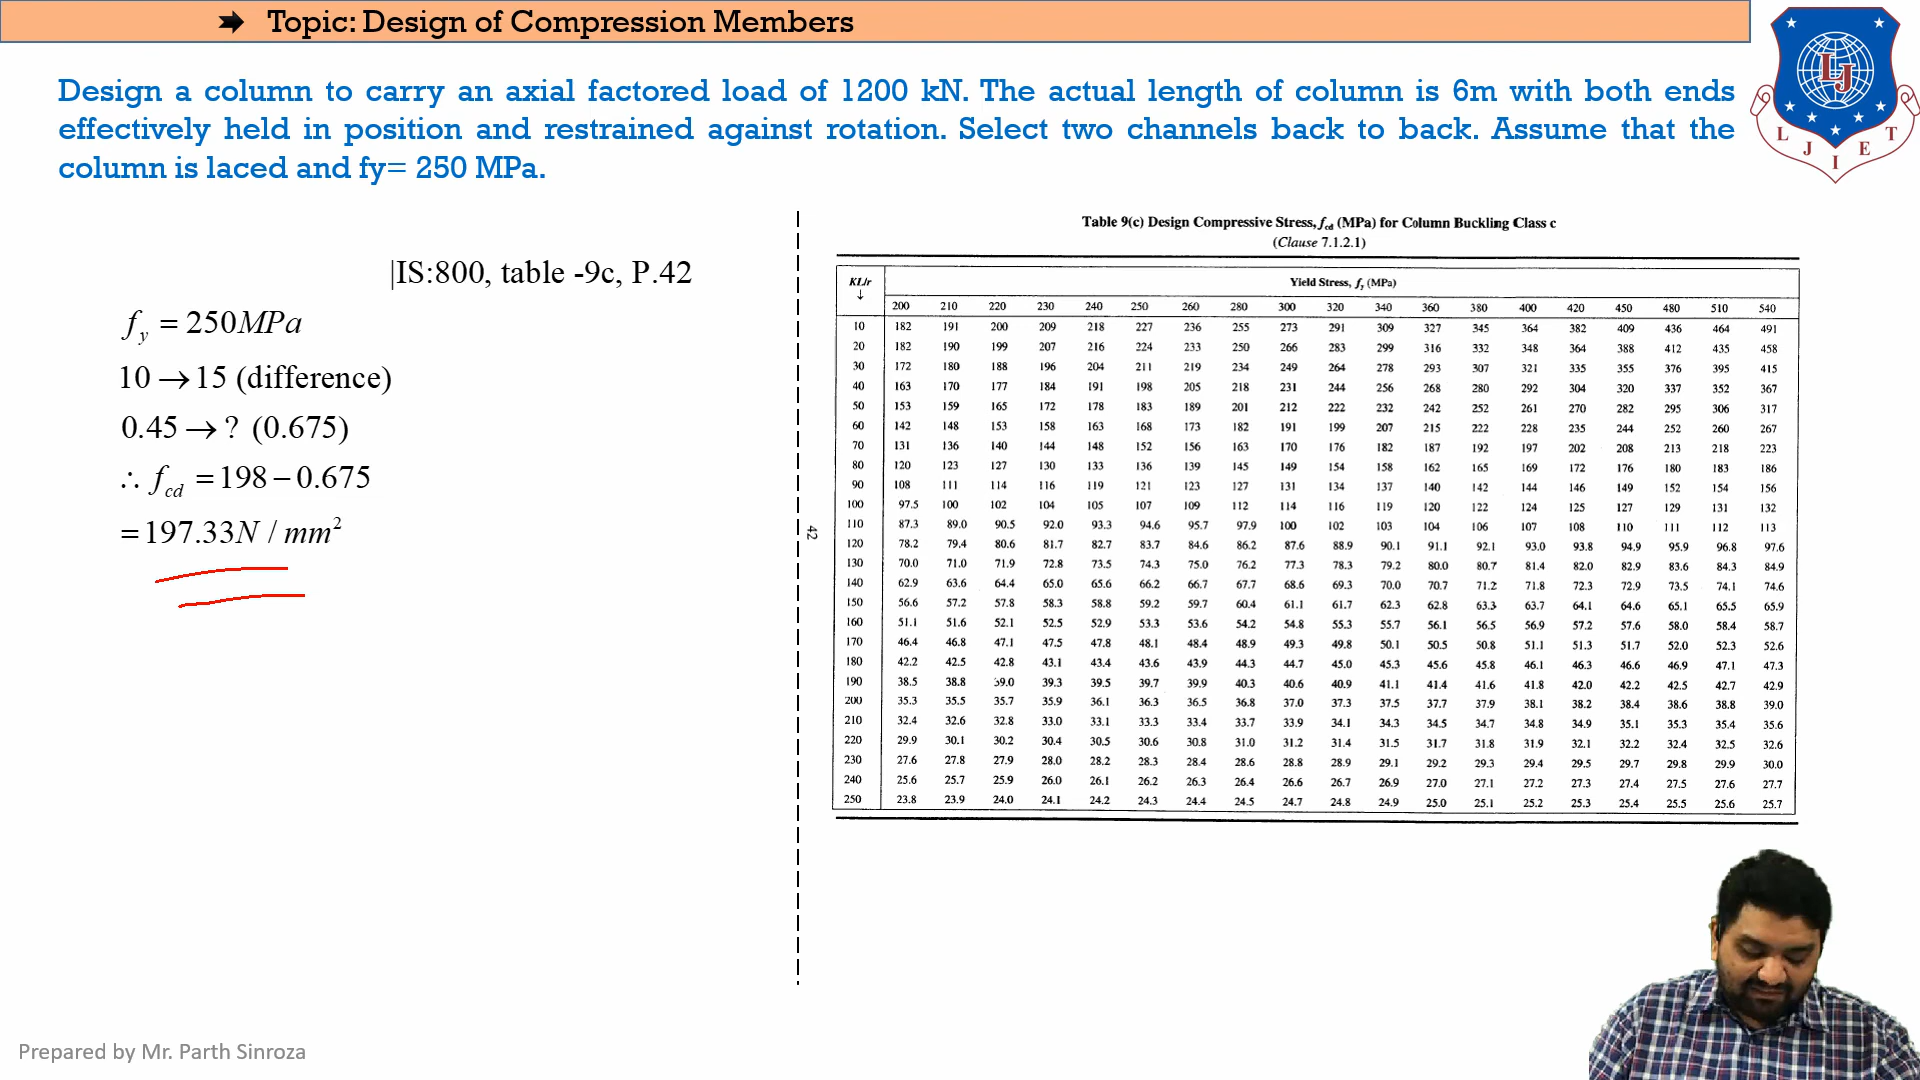 ➡ Topic: Design of Compression Members
Design a column to carry an axial factored load of 1200 kN. The actual length of column is 6m with both ends
effectively held in position and restrained against rotation. Select two channels back to back. Assume that the
column is laced and fy= 250 MPa.
LJ
L J I E T
|IS:800, table -9c, P.42
f_y = 250MPa
10 → 15 (difference)
0.45 → ? (0.675)
∴ f_cd = 198 − 0.675
= 197.33N / mm²
42
Table 9(c) Design Compressive Stress, f_cd (MPa) for Column Buckling Class c
(Clause 7.1.2.1)
KL/r ↓ Yield Stress, f_y (MPa)
200 210 220 230 240 250 260 280 300 320 340 360 380 400 420 450 480 510 540
10 182 191 200 209 218 227 236 255 273 291 309 327 345 364 382 409 436 464 491
20 182 190 199 207 216 224 233 250 266 283 299 316 332 348 364 388 412 435 458
30 172 180 188 196 204 211 219 234 249 264 278 293 307 321 335 355 376 395 415
40 163 170 177 184 191 198 205 218 231 244 256 268 280 292 304 320 337 352 367
50 153 159 165 172 178 183 189 201 212 222 232 242 252 261 270 282 295 306 317
60 142 148 153 158 163 168 173 182 191 199 207 215 222 228 235 244 252 260 267
70 131 136 140 144 148 152 156 163 170 176 182 187 192 197 202 208 213 218 223
80 120 123 127 130 133 136 139 145 149 154 158 162 165 169 172 176 180 183 186
90 108 111 114 116 119 121 123 127 131 134 137 140 142 144 146 149 152 154 156
100 97.5 100 102 104 105 107 109 112 114 116 119 120 122 124 125 127 129 131 132
110 87.3 89.0 90.5 92.0 93.3 94.6 95.7 97.9 100 102 103 104 106 107 108 110 111 112 113
120 78.2 79.4 80.6 81.7 82.7 83.7 84.6 86.2 87.6 88.9 90.1 91.1 92.1 93.0 93.8 94.9 95.9 96.8 97.6
130 70.0 71.0 71.9 72.8 73.5 74.3 75.0 76.2 77.3 78.3 79.2 80.0 80.7 81.4 82.0 82.9 83.6 84.3 84.9
140 62.9 63.6 64.4 65.0 65.6 66.2 66.7 67.7 68.6 69.3 70.0 70.7 71.2 71.8 72.3 72.9 73.5 74.1 74.6
150 56.6 57.2 57.8 58.3 58.8 59.2 59.7 60.4 61.1 61.7 62.3 62.8 63.3 63.7 64.1 64.6 65.1 65.5 65.9
160 51.1 51.6 52.1 52.5 52.9 53.3 53.6 54.2 54.8 55.3 55.7 56.1 56.5 56.9 57.2 57.6 58.0 58.4 58.7
170 46.4 46.8 47.1 47.5 47.8 48.1 48.4 48.9 49.3 49.8 50.1 50.5 50.8 51.1 51.3 51.7 52.0 52.3 52.6
180 42.2 42.5 42.8 43.1 43.4 43.6 43.9 44.3 44.7 45.0 45.3 45.6 45.8 46.1 46.3 46.6 46.9 47.1 47.3
190 38.5 38.8 39.0 39.3 39.5 39.7 39.9 40.3 40.6 40.9 41.1 41.4 41.6 41.8 42.0 42.2 42.5 42.7 42.9
200 35.3 35.5 35.7 35.9 36.1 36.3 36.5 36.8 37.0 37.3 37.5 37.7 37.9 38.1 38.2 38.4 38.6 38.8 39.0
210 32.4 32.6 32.8 33.0 33.1 33.3 33.4 33.7 33.9 34.1 34.3 34.5 34.7 34.8 34.9 35.1 35.3 35.4 35.6
220 29.9 30.1 30.2 30.4 30.5 30.6 30.8 31.0 31.2 31.4 31.5 31.7 31.8 31.9 32.1 32.2 32.4 32.5 32.6
230 27.6 27.8 27.9 28.0 28.2 28.3 28.4 28.6 28.8 28.9 29.1 29.2 29.3 29.4 29.5 29.7 29.8 29.9 30.0
240 25.6 25.7 25.9 26.0 26.1 26.2 26.3 26.4 26.6 26.7 26.9 27.0 27.1 27.2 27.3 27.4 27.5 27.6 27.7
250 23.8 23.9 24.0 24.1 24.2 24.3 24.4 24.5 24.7 24.8 24.9 25.0 25.1 25.2 25.3 25.4 25.5 25.6 25.7
Prepared by Mr. Parth Sinroza